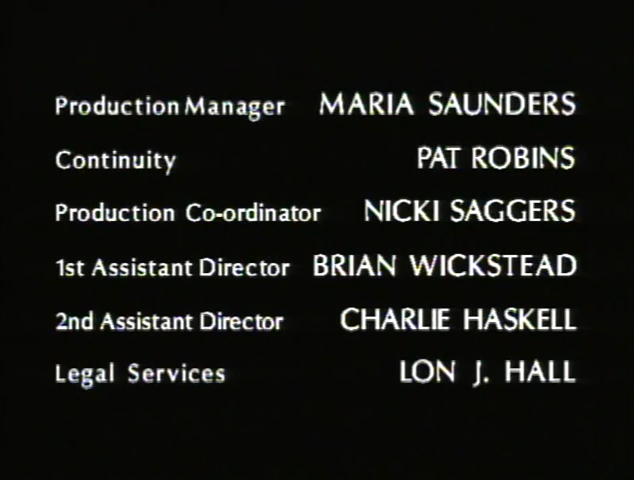 Production Manager MARIA SAUNDERS
Continuity PAT ROBINS
Production Co-ordinator NICKI SAGGERS
1st Assistant Director BRIAN WICKSTEAD
2nd Assistant Director CHARLIE HASKELL
Legal Services LON J. HALL